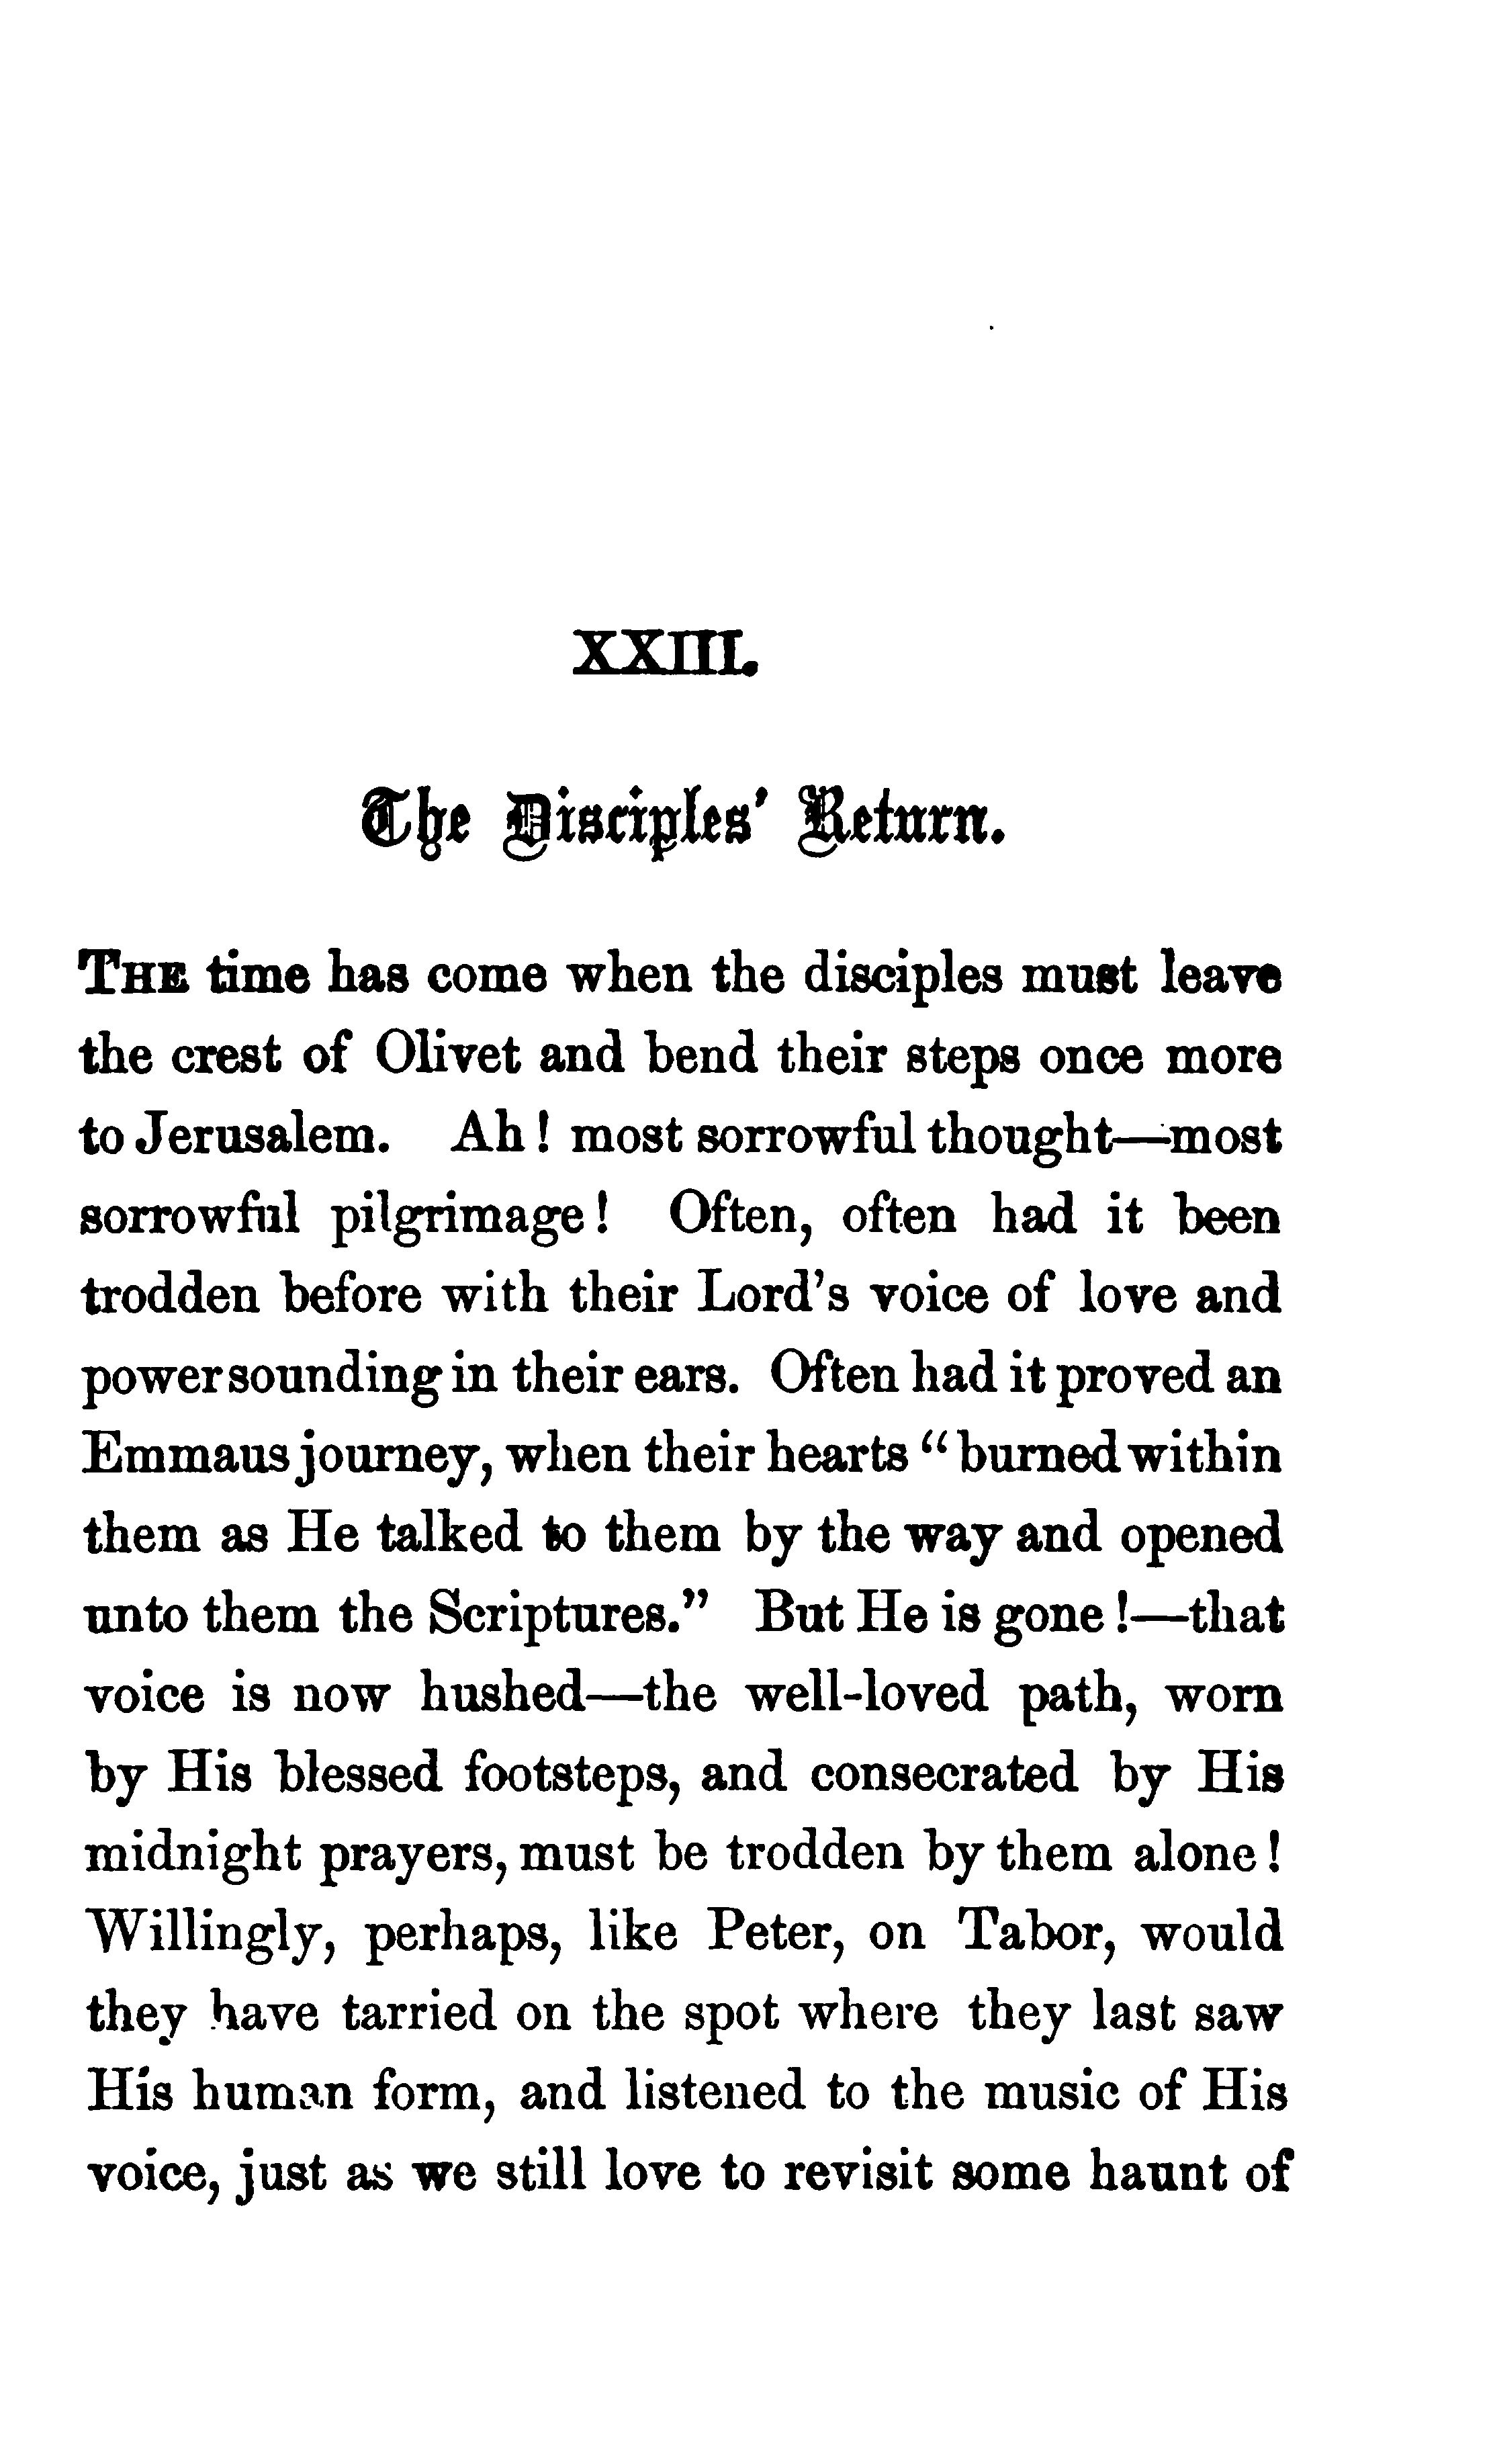 XXIII.
The Disciples' Return.
THE time has come when the disciples must leave
the crest of Olivet and bend their steps once more
to Jerusalem. Ah! most sorrowful thought—most
sorrowful pilgrimage! Often, often had it been
trodden before with their Lord's voice of love and
power sounding in their ears. Often had it proved an
Emmaus journey, when their hearts “burned within
them as He talked to them by the way and opened
unto them the Scriptures.” But He is gone!—that
voice is now hushed—the well-loved path, worn
by His blessed footsteps, and consecrated by His
midnight prayers, must be trodden by them alone!
Willingly, perhaps, like Peter, on Tabor, would
they have tarried on the spot where they last saw
His human form, and listened to the music of His
voice, just as we still love to revisit some haunt of